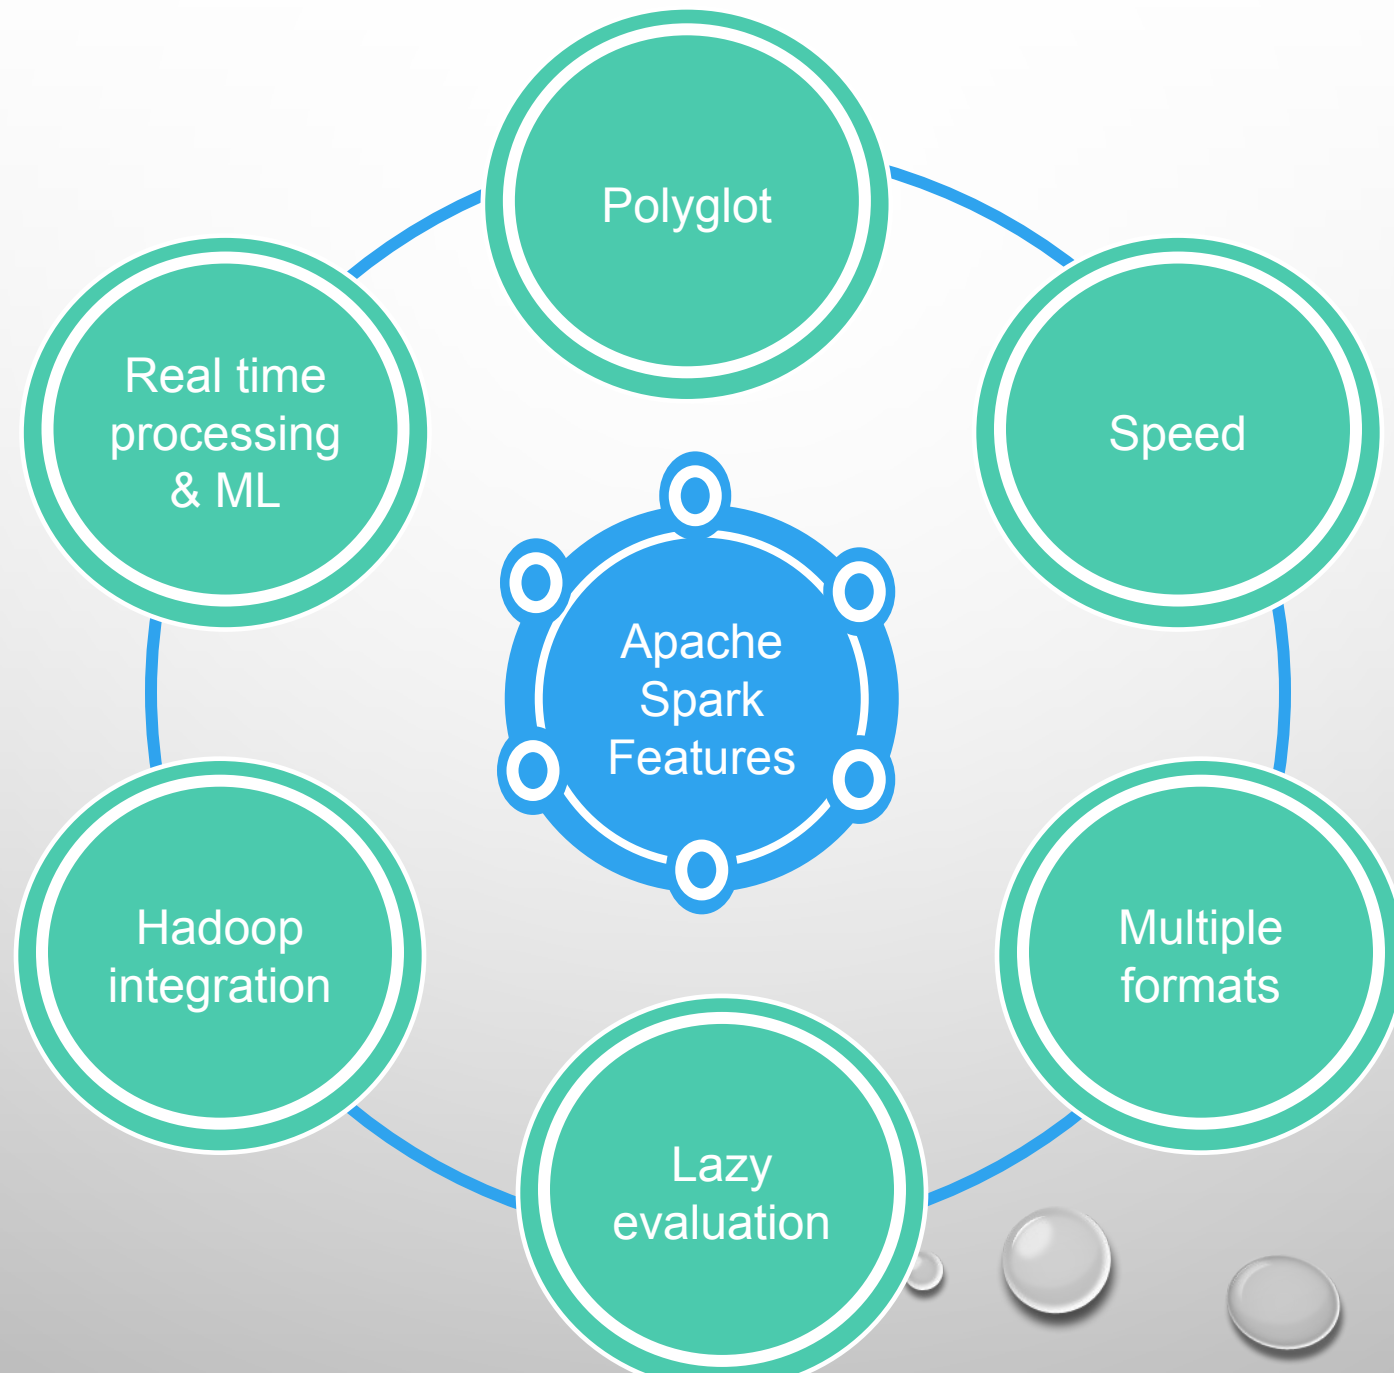 Polyglot
Real time
processing
& ML
Speed
Apache
Spark
Features
Hadoop
integration
Multiple
formats
Lazy
evaluation